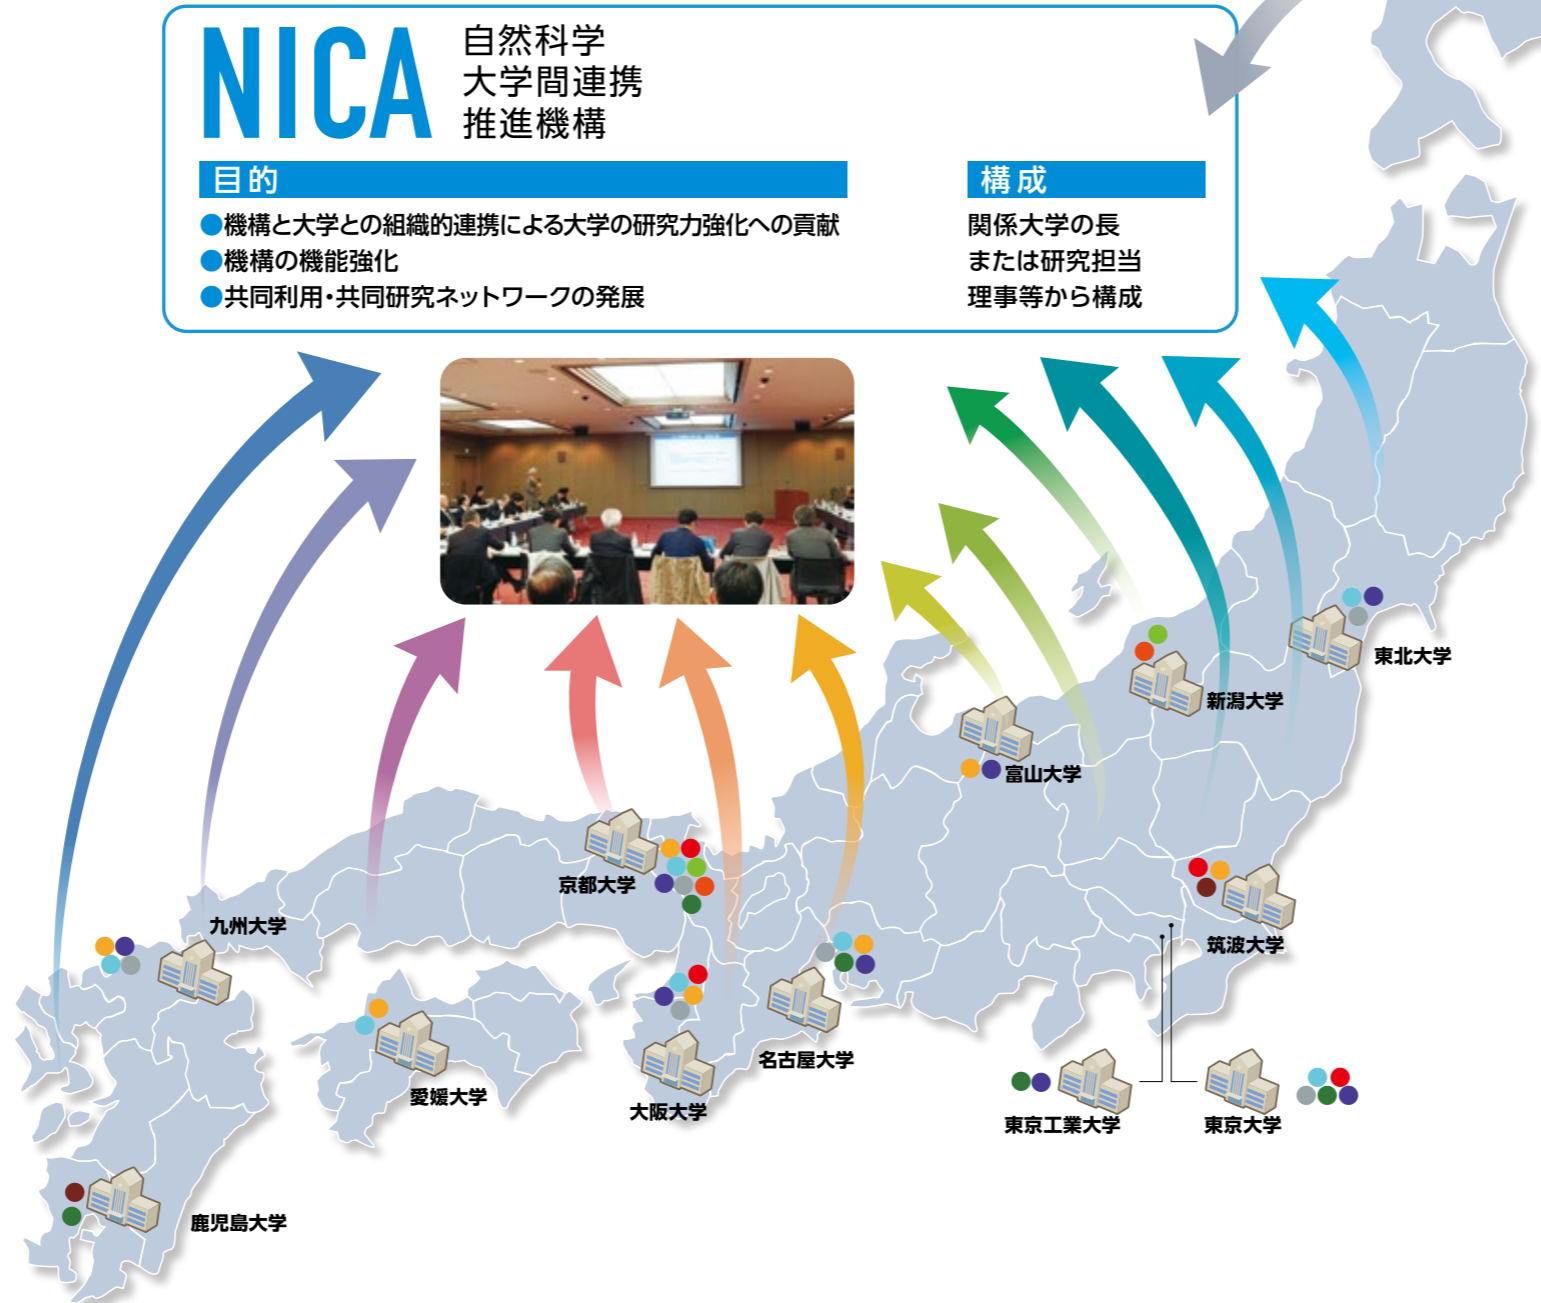 NICA
自然科学
大学間連携
推進機構
目的
●機構と大学との組織的連携による大学の研究力強化への貢献
●機構の機能強化
●共同利用・共同研究ネットワークの発展
構成
関係大学の長
または研究担当
理事等から構成
東北大学
新潟大学
富山大学
京都大学
九州大学
筑波大学
名古屋大学
愛媛大学
大阪大学
東京工業大学
東京大学
鹿児島大学